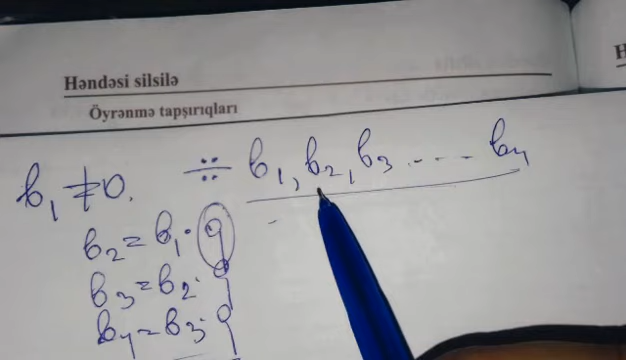 Həndəsi silsilə
H
Öyrənmə tapşırıqları
b₁ ≠ 0. ÷ b₁, b₂, b₃ .... b₄
b₂ = b₁ · q
b₃ = b₂ · q
b₄ = b₃ · q